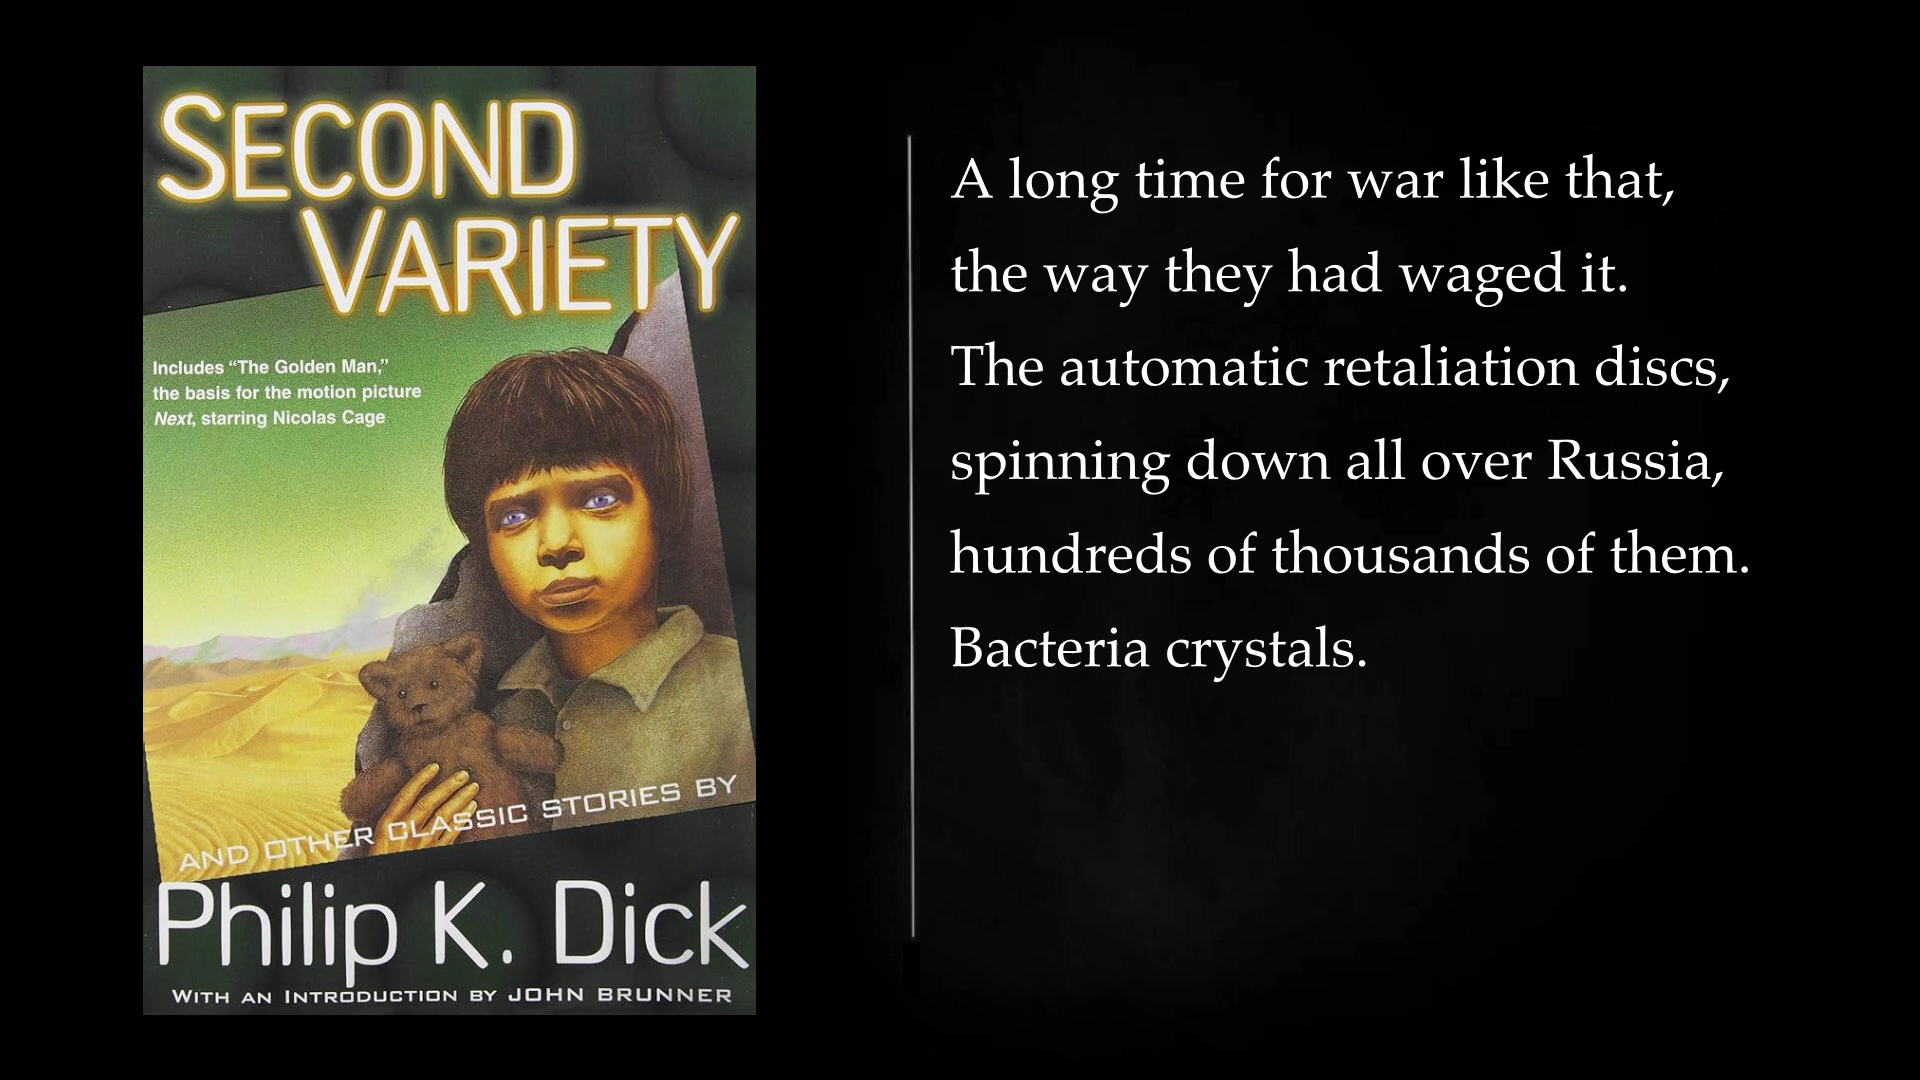 SECOND
VARIETY
Includes “The Golden Man,”
the basis for the motion picture
Next, starring Nicolas Cage
AND OTHER CLASSIC STORIES BY
Philip K. Dick
WITH AN INTRODUCTION BY JOHN BRUNNER
A long time for war like that,
the way they had waged it.
The automatic retaliation discs,
spinning down all over Russia,
hundreds of thousands of them.
Bacteria crystals.